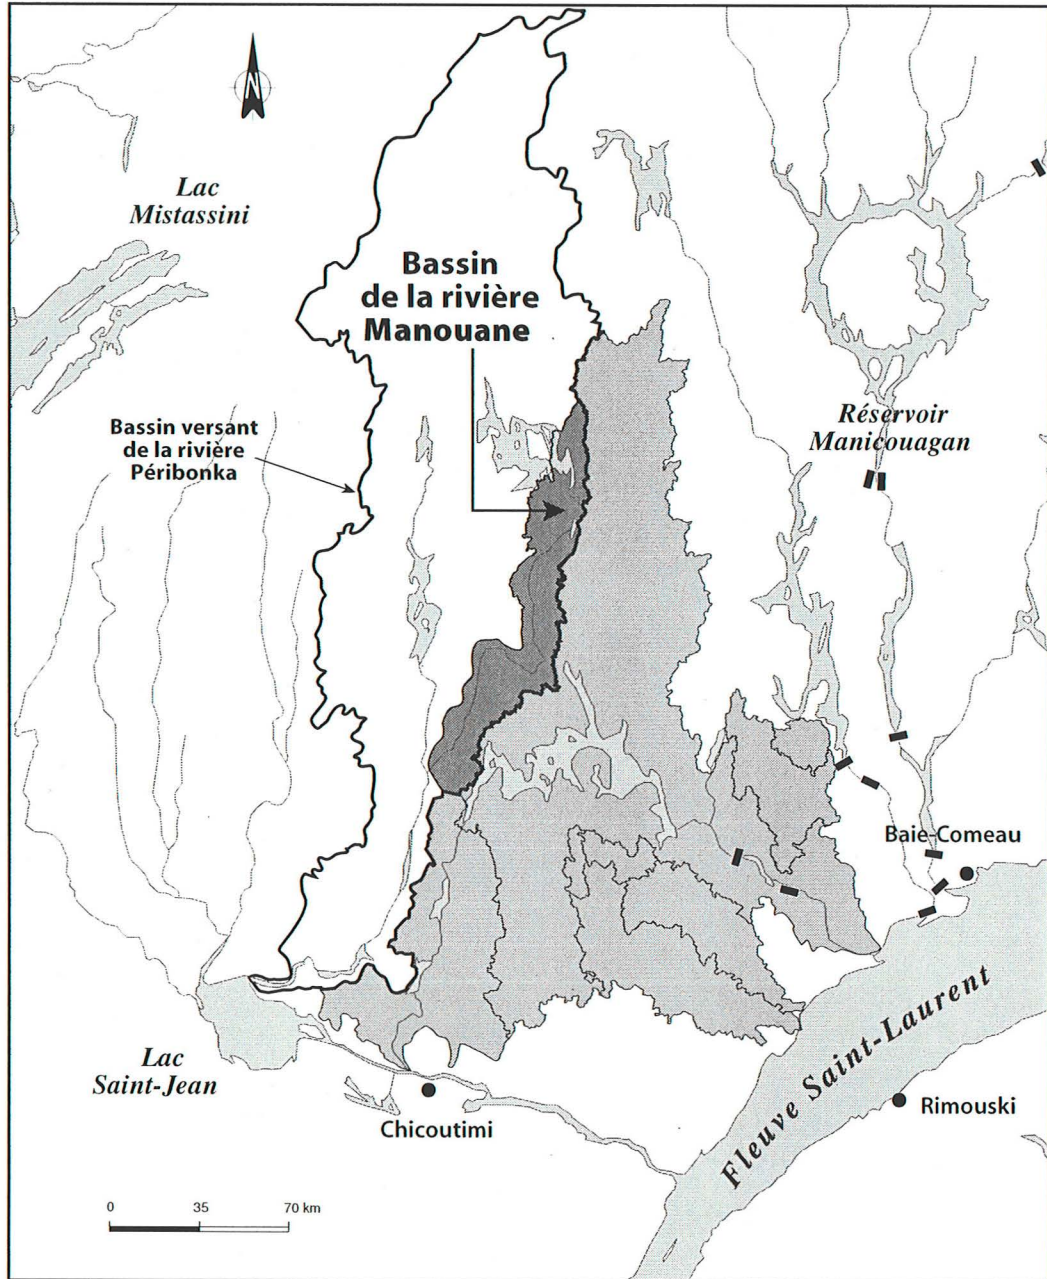 N
Lac
Mistassini
Bassin
de la rivière
Manouane
Bassin versant
de la rivière
Péribonka
Réservoir
Manicouagan
Baie-Comeau
Lac
Saint-Jean
Chicoutimi
Fleuve Saint-Laurent
Rimouski
0 35 70 km